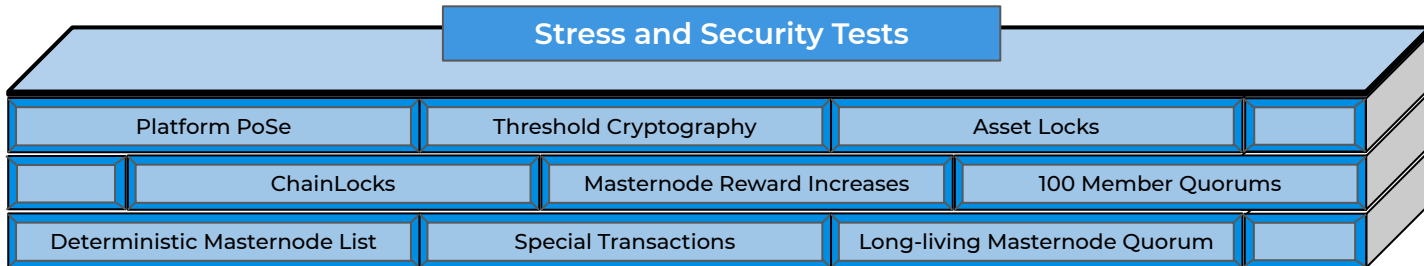 Stress and Security Tests
Platform PoSe
Threshold Cryptography
Asset Locks
ChainLocks
Masternode Reward Increases
100 Member Quorums
Deterministic Masternode List
Special Transactions
Long-living Masternode Quorum